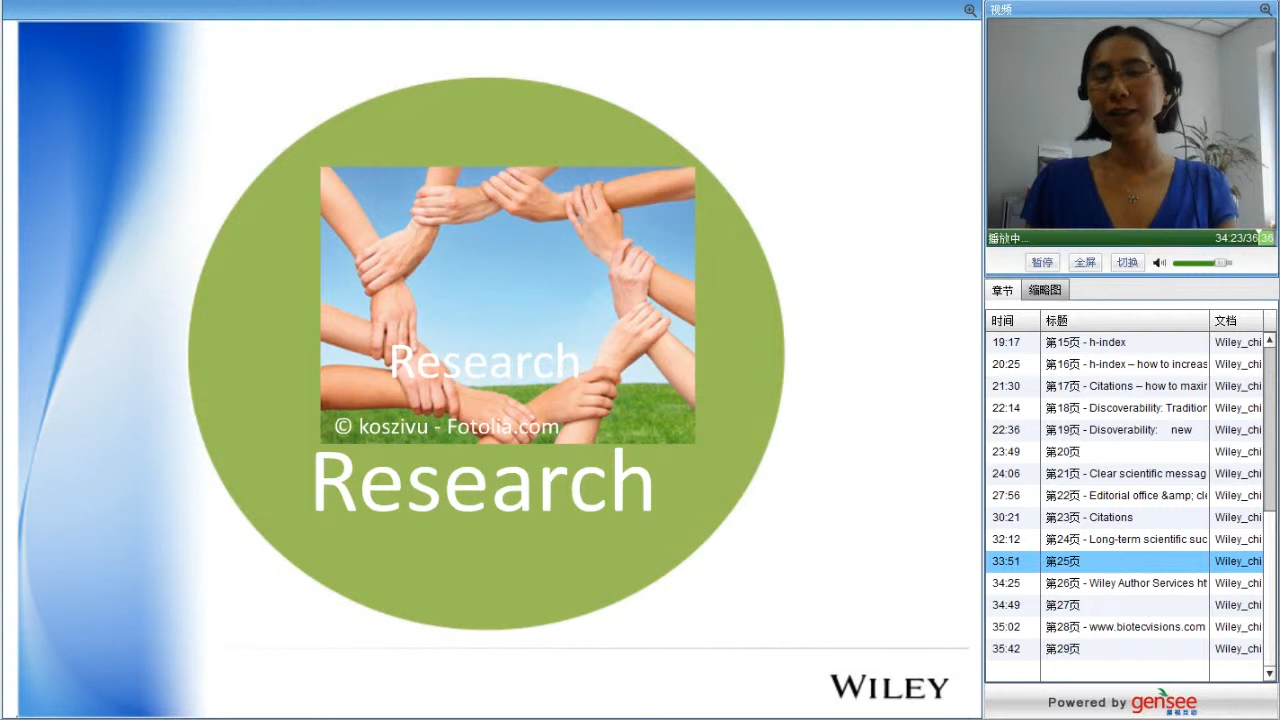 Research
© koszivu - Fotolia.com
Research
WILEY
视频
播放中...
34:23/36:36
暂停
全屏
切换
章节
缩略图
时间 标题 文档
19:17 第15页 - h-index Wiley_chi
20:25 第16页 - h-index – how to increas Wiley_chi
21:30 第17页 - Citations – how to maxir Wiley_chi
22:14 第18页 - Discoverability: Tradition Wiley_chi
22:36 第19页 - Disoverability: new Wiley_chi
23:49 第20页 Wiley_chi
24:06 第21页 - Clear scientific messag Wiley_chi
27:56 第22页 - Editorial office &amp; cle Wiley_chi
30:21 第23页 - Citations Wiley_chi
32:12 第24页 - Long-term scientific suc Wiley_chi
33:51 第25页 Wiley_chi
34:25 第26页 - Wiley Author Services ht Wiley_chi
34:49 第27页 Wiley_chi
35:02 第28页 - www.biotecvisions.com Wiley_chi
35:42 第29页 Wiley_chi
Powered by gensee
展视互动